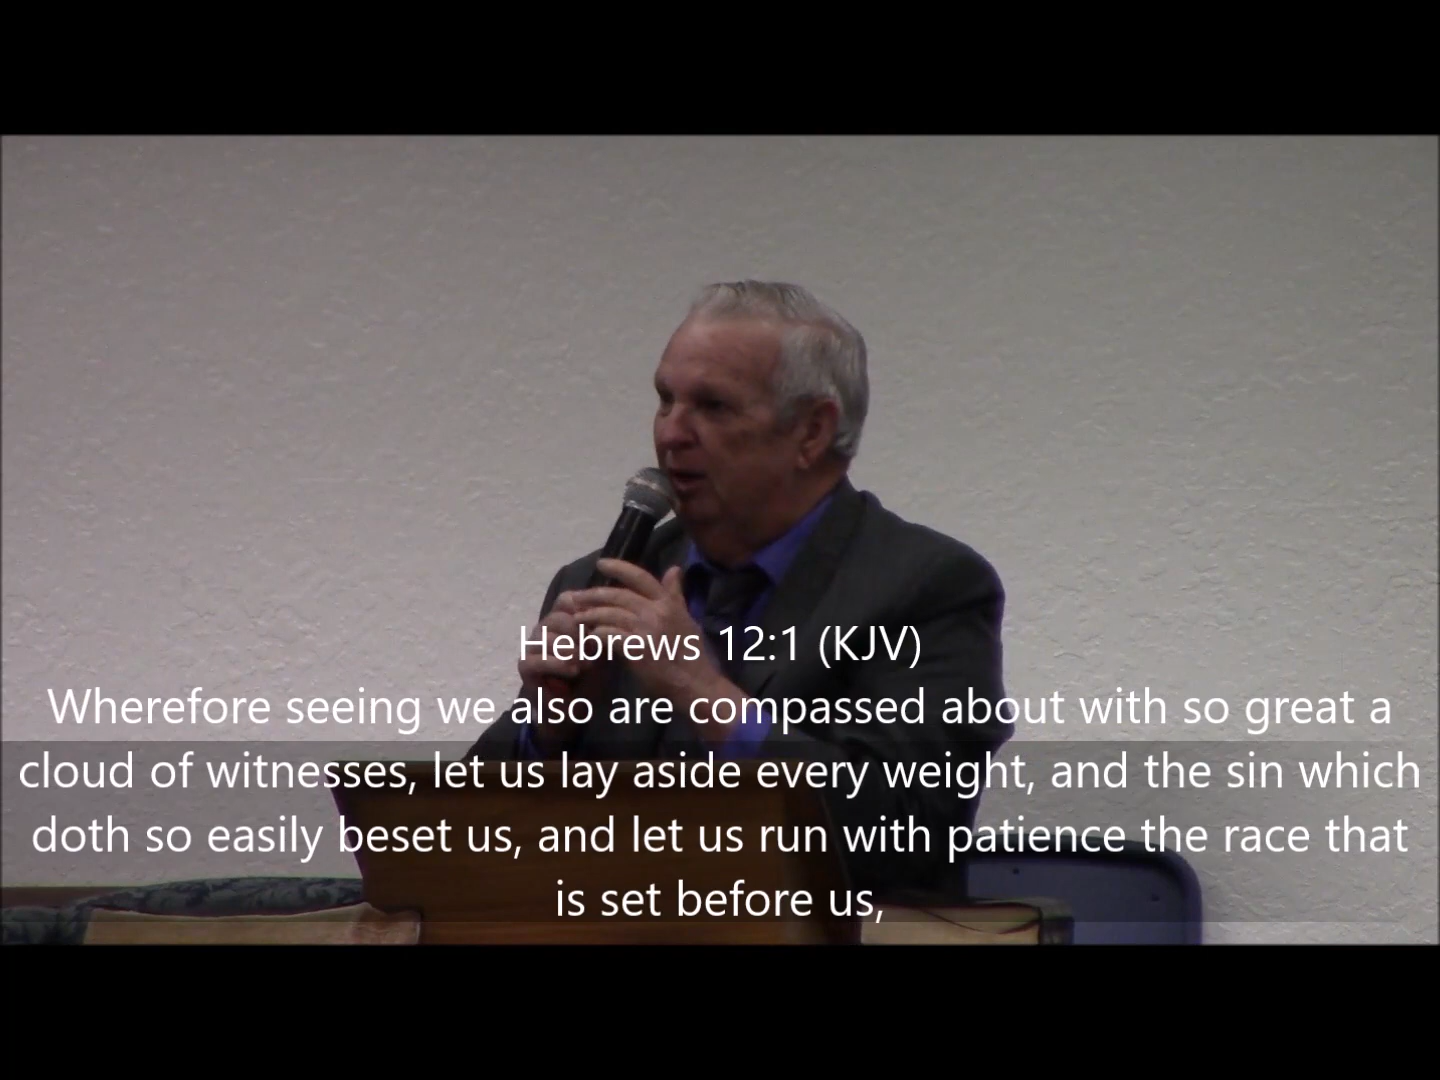 Hebrews 12:1 (KJV)
Wherefore seeing we also are compassed about with so great a
cloud of witnesses, let us lay aside every weight, and the sin which
doth so easily beset us, and let us run with patience the race that
is set before us,